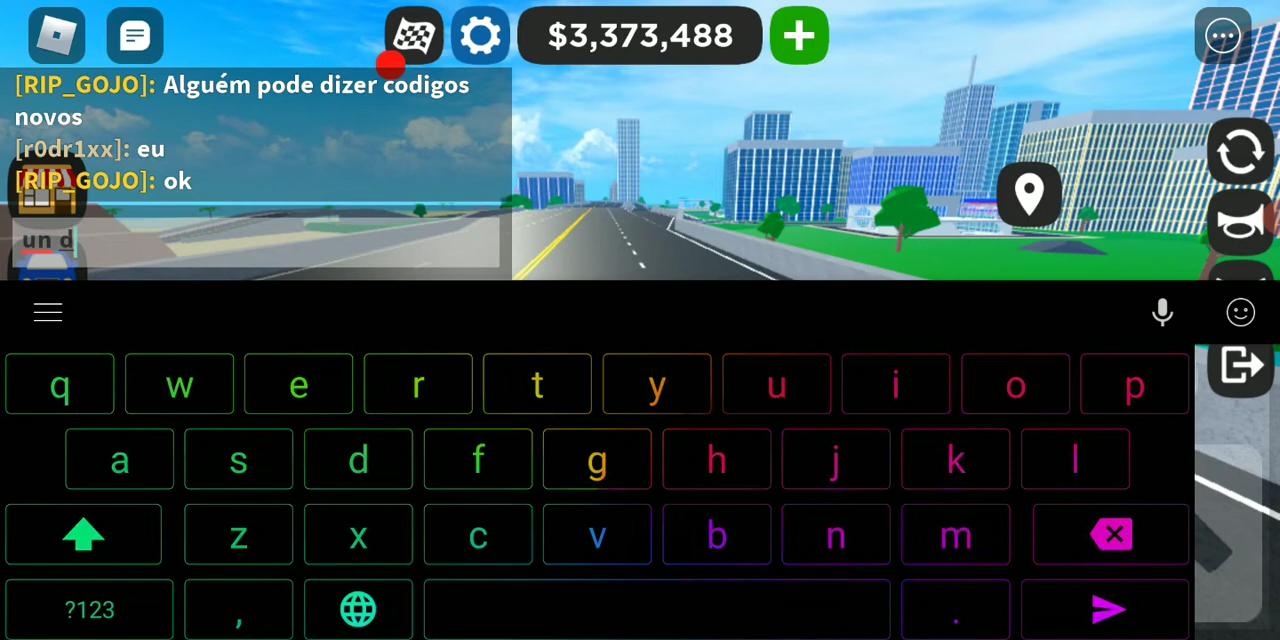 $3,373,488
[RIP_GOJO]: Alguém pode dizer codigos
novos
[r0dr1xx]: eu
[RIP_GOJO]: ok
un d
q w e r t y u i o p
a s d f g h j k l
z x c v b n m
?123 , .